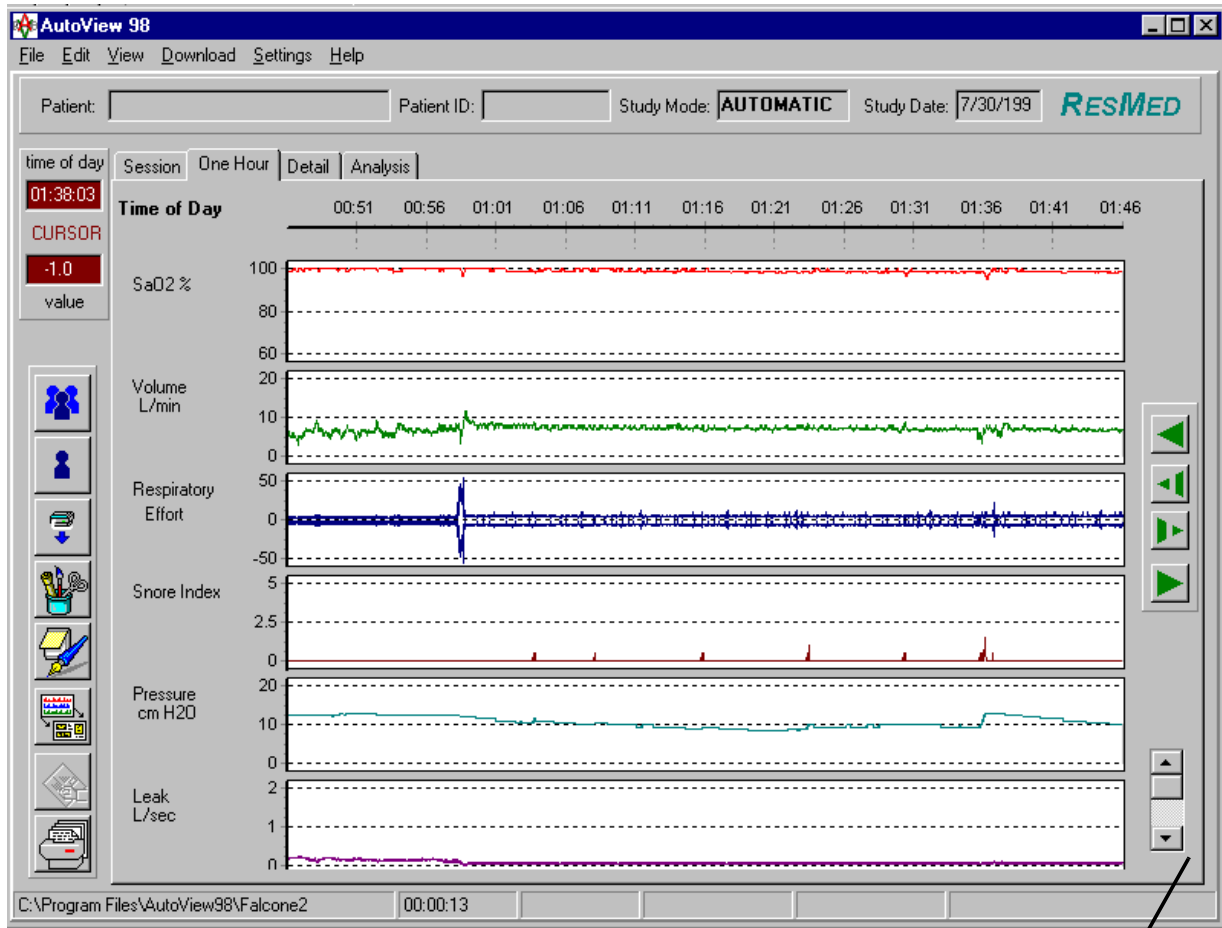 AutoView 98
File Edit View Download Settings Help
Patient: Patient ID: Study Mode: AUTOMATIC Study Date: 7/30/199 RESMED
time of day
01:38:03
CURSOR
-1.0
value
Session One Hour Detail Analysis
Time of Day 00:51 00:56 01:01 01:06 01:11 01:16 01:21 01:26 01:31 01:36 01:41 01:46
SaO2 %
100
80
60
Volume
L/min
20
10
0
Respiratory
Effort
50
0
-50
Snore Index
5
2.5
0
Pressure
cm H2O
20
10
0
Leak
L/sec
2
1
0
C:\Program Files\AutoView98\Falcone2 00:00:13